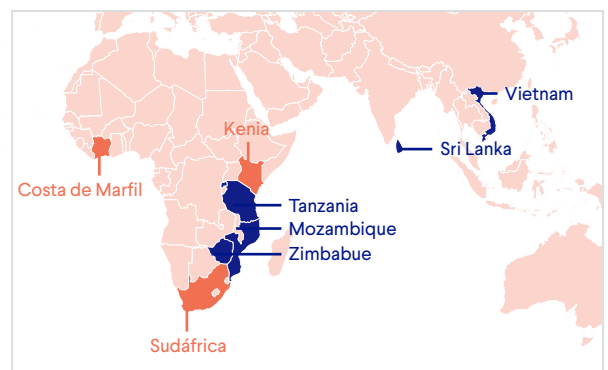 Vietnam
Kenia
Sri Lanka
Costa de Marfil
Tanzania
Mozambique
Zimbabue
Sudáfrica